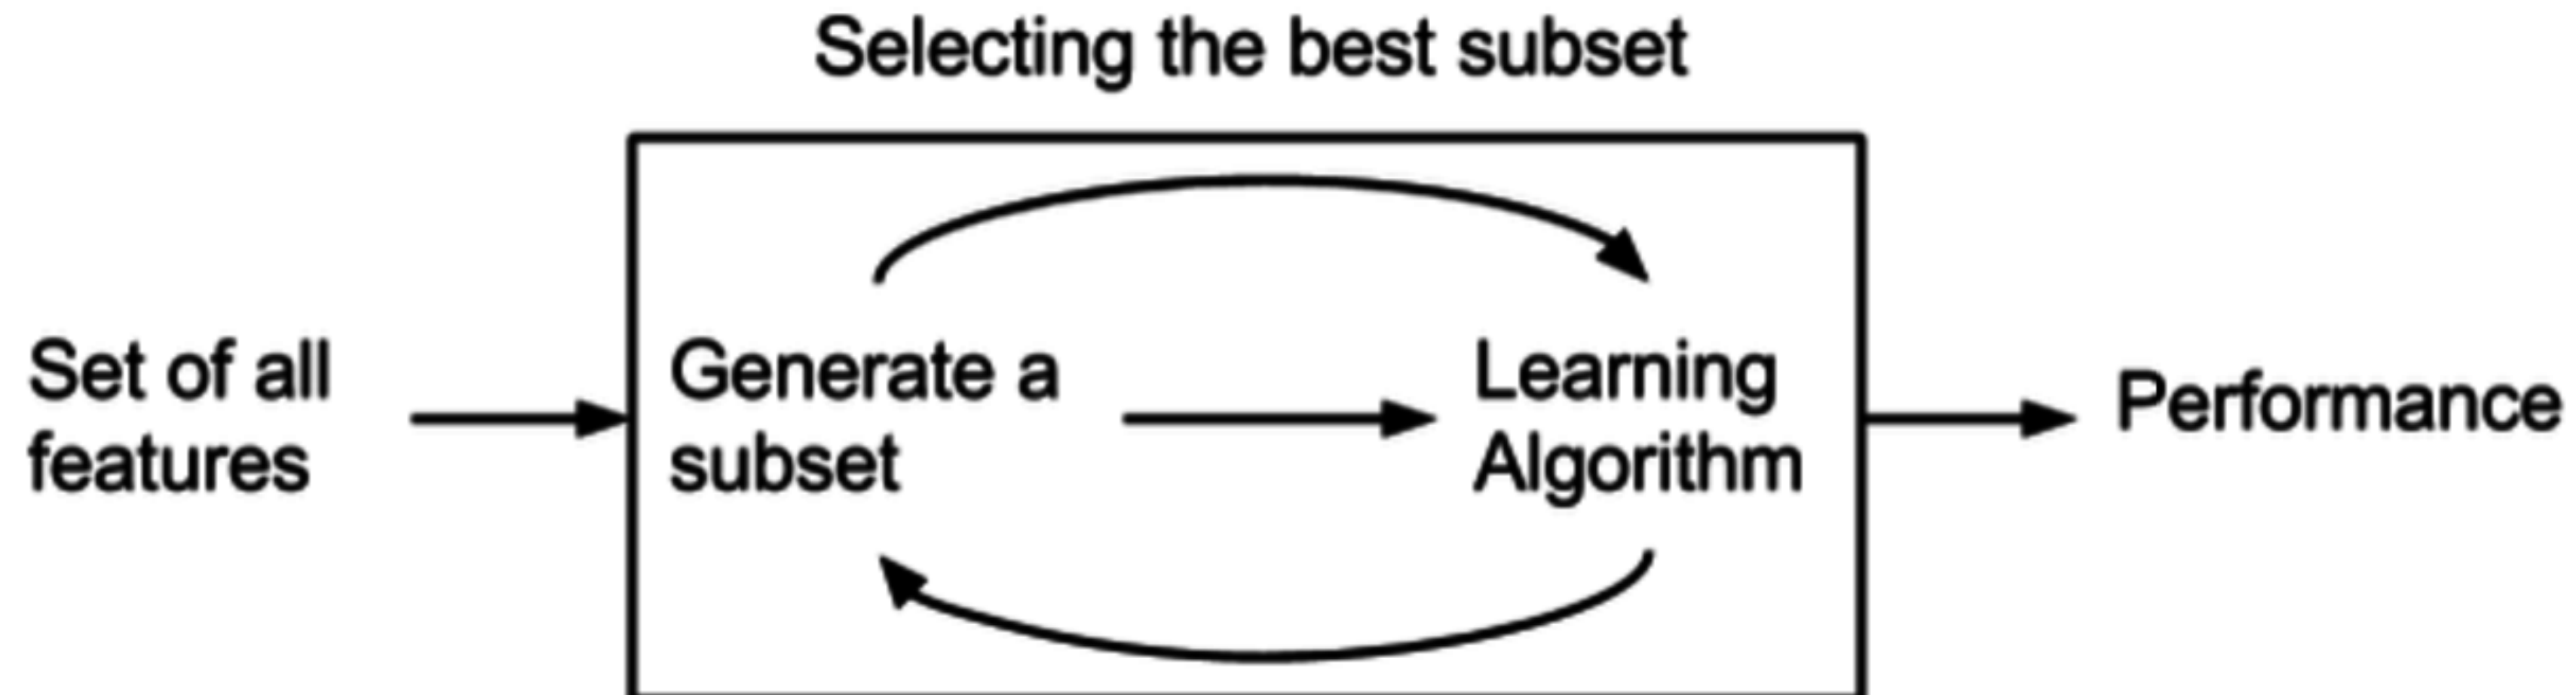 Selecting the best subset
Set of all
features
Generate a
subset
Learning
Algorithm
Performance